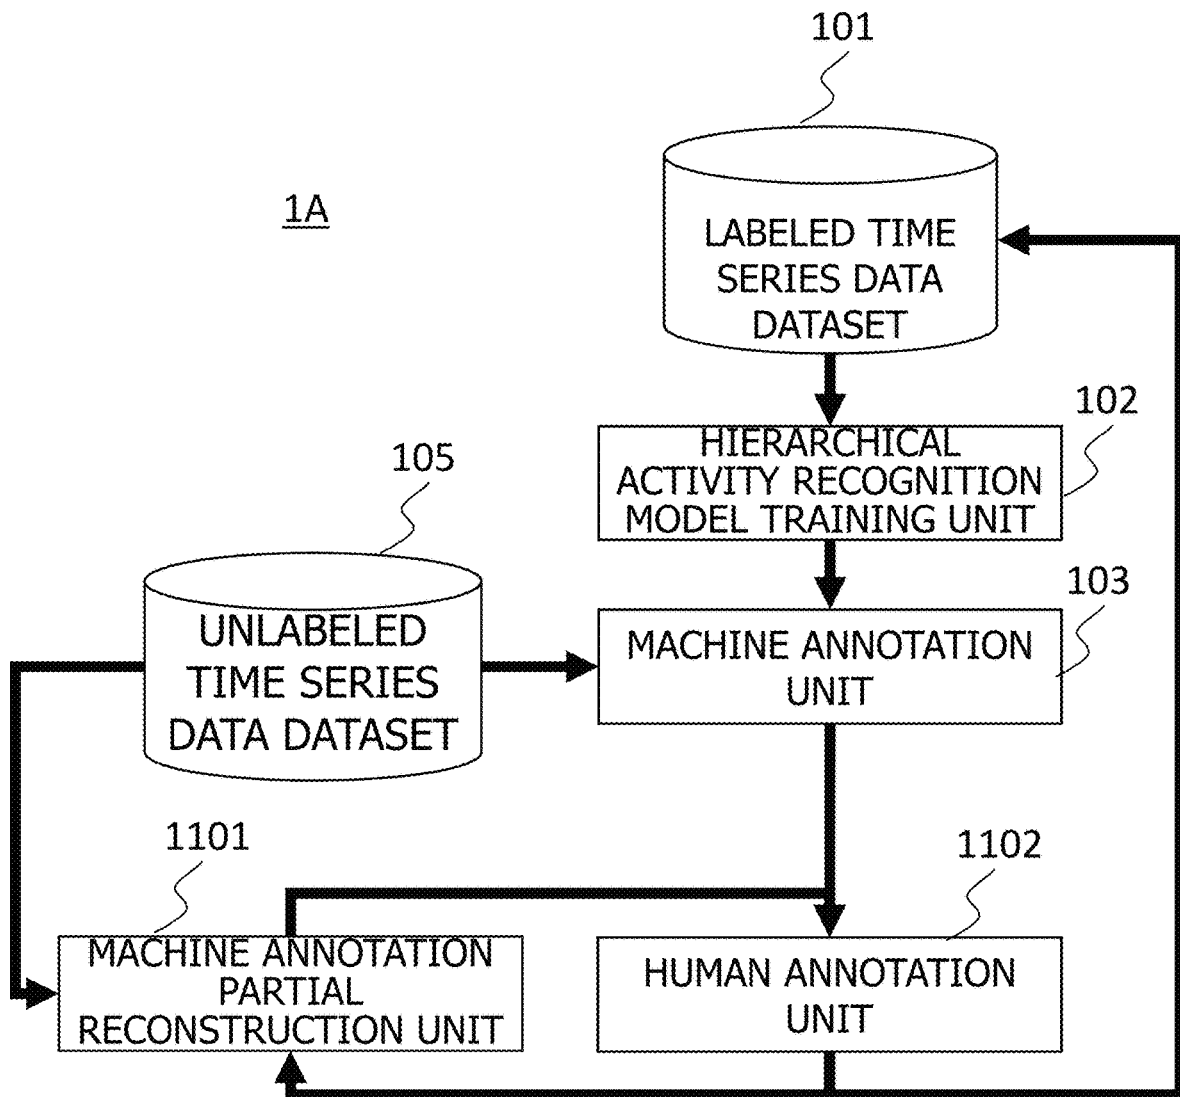 101
1A
LABELED TIME
SERIES DATA
DATASET
102
HIERARCHICAL
ACTIVITY RECOGNITION
MODEL TRAINING UNIT
105
103
UNLABELED
TIME SERIES
DATA DATASET
MACHINE ANNOTATION
UNIT
1101
1102
MACHINE ANNOTATION
PARTIAL
RECONSTRUCTION UNIT
HUMAN ANNOTATION
UNIT